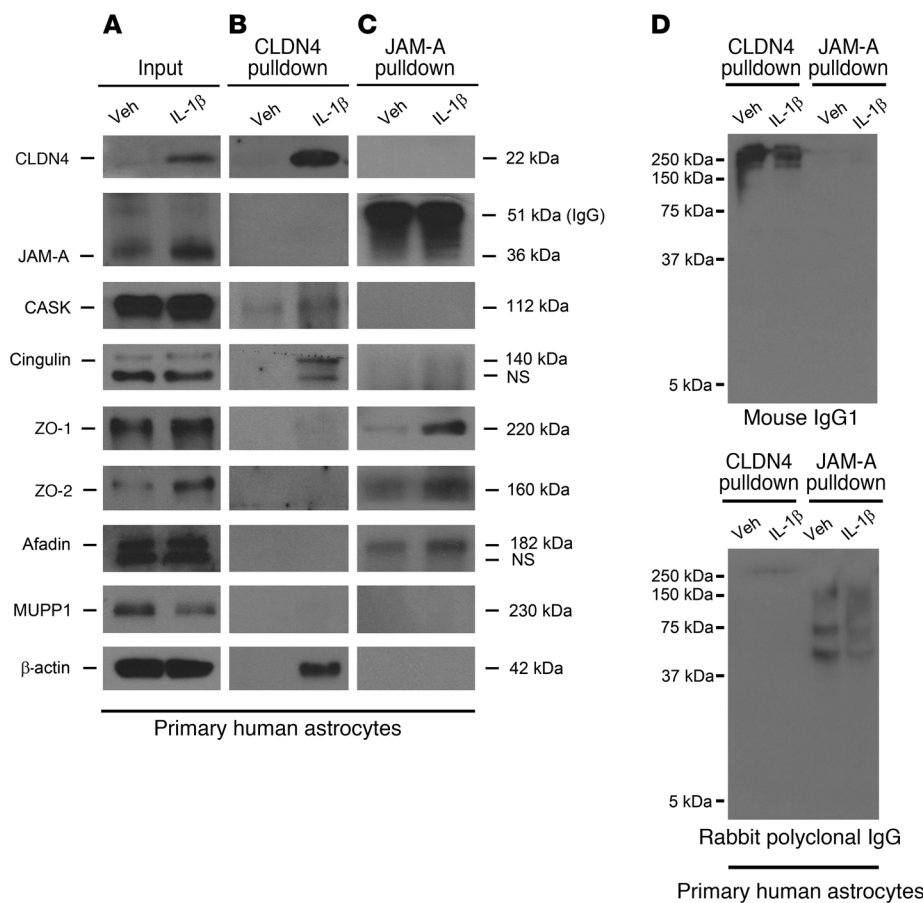 A
B
C
D
Input
CLDN4
pulldown
JAM-A
pulldown
Veh
IL-1β
Veh
IL-1β
Veh
IL-1β
CLDN4
22 kDa
51 kDa (IgG)
JAM-A
36 kDa
CASK
112 kDa
Cingulin
140 kDa
NS
ZO-1
220 kDa
ZO-2
160 kDa
Afadin
182 kDa
NS
MUPP1
230 kDa
β-actin
42 kDa
Primary human astrocytes
CLDN4
pulldown
JAM-A
pulldown
Veh
IL-1β
Veh
IL-1β
250 kDa
150 kDa
75 kDa
37 kDa
5 kDa
Mouse IgG1
CLDN4
pulldown
JAM-A
pulldown
Veh
IL-1β
Veh
IL-1β
250 kDa
150 kDa
75 kDa
37 kDa
5 kDa
Rabbit polyclonal IgG
Primary human astrocytes